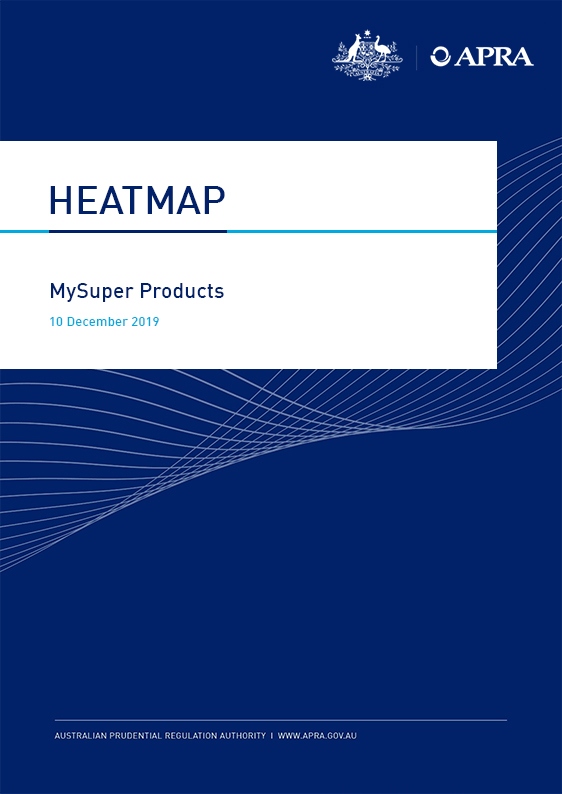 APRA
HEATMAP
MySuper Products
10 December 2019
AUSTRALIAN PRUDENTIAL REGULATION AUTHORITY I WWW.APRA.GOV.AU